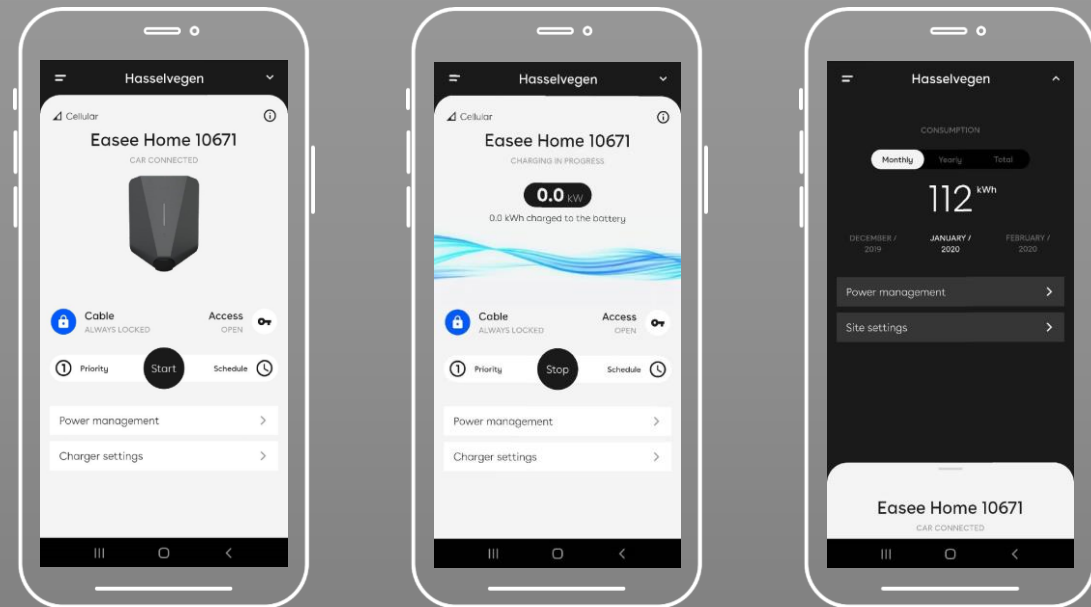 Hasselvegen
Cellular
Easee Home 10671
CAR CONNECTED
Cable
ALWAYS LOCKED
Access
OPEN
1 Priority
Start
Schedule
Power management
Charger settings
Hasselvegen
Cellular
Easee Home 10671
CHARGING IN PROGRESS
0.0 kW
0.0 kWh charged to the battery
Cable
ALWAYS LOCKED
Access
OPEN
1 Priority
Stop
Schedule
Power management
Charger settings
Hasselvegen
CONSUMPTION
Monthly Yearly Total
112 kWh
DECEMBER /
2019
JANUARY /
2020
FEBRUARY /
2020
Power management
Site settings
Easee Home 10671
CAR CONNECTED